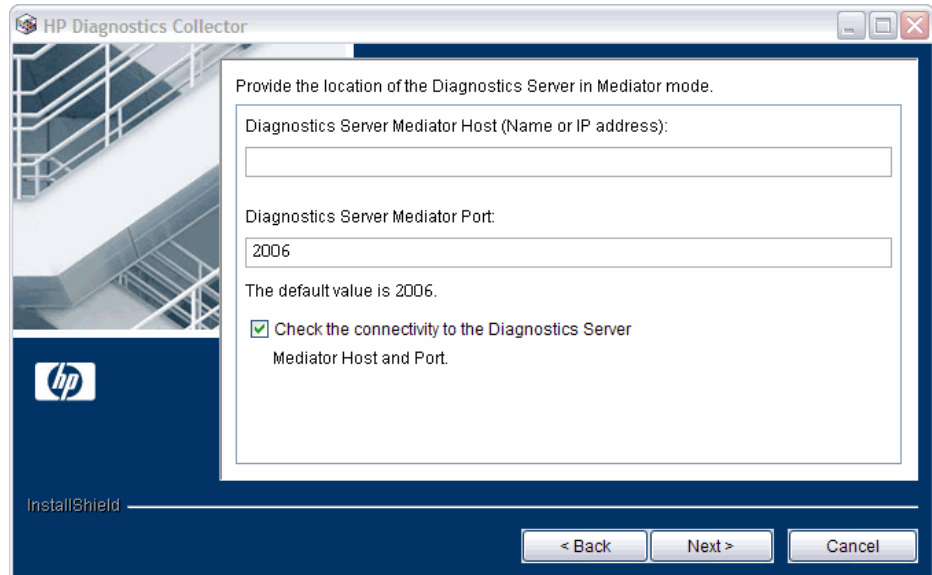 HP Diagnostics Collector
Provide the location of the Diagnostics Server in Mediator mode.
Diagnostics Server Mediator Host (Name or IP address):
Diagnostics Server Mediator Port:
2006
The default value is 2006.
Check the connectivity to the Diagnostics Server
Mediator Host and Port.
hp
InstallShield
< Back
Next >
Cancel